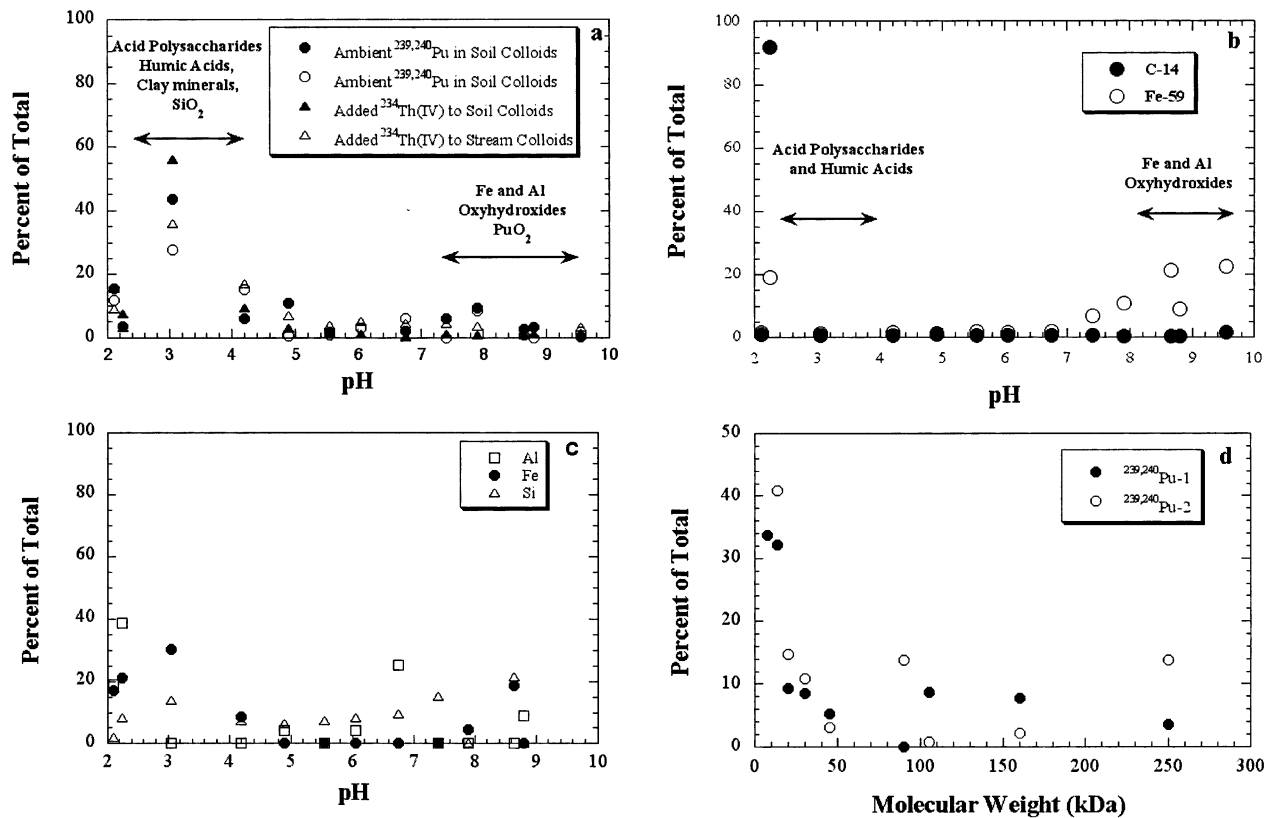 a
Acid Polysaccharides
Humic Acids,
Clay minerals,
SiO2
Ambient 239,240Pu in Soil Colloids
Ambient 239,240Pu in Soil Colloids
Added 234Th(IV) to Soil Colloids
Added 234Th(IV) to Stream Colloids
Fe and Al
Oxyhydroxides
PuO2
Percent of Total
100
80
60
40
20
0
2 3 4 5 6 7 8 9 10
pH
b
C-14
Fe-59
Acid Polysaccharides
and Humic Acids
Fe and Al
Oxyhydroxides
Percent of Total
100
80
60
40
20
0
2 3 4 5 6 7 8 9 10
pH
c
Al
Fe
Si
Percent of Total
100
80
60
40
20
0
2 3 4 5 6 7 8 9 10
pH
d
239,240Pu-1
239,240Pu-2
Percent of Total
50
40
30
20
10
0
0 50 100 150 200 250 300
Molecular Weight (kDa)